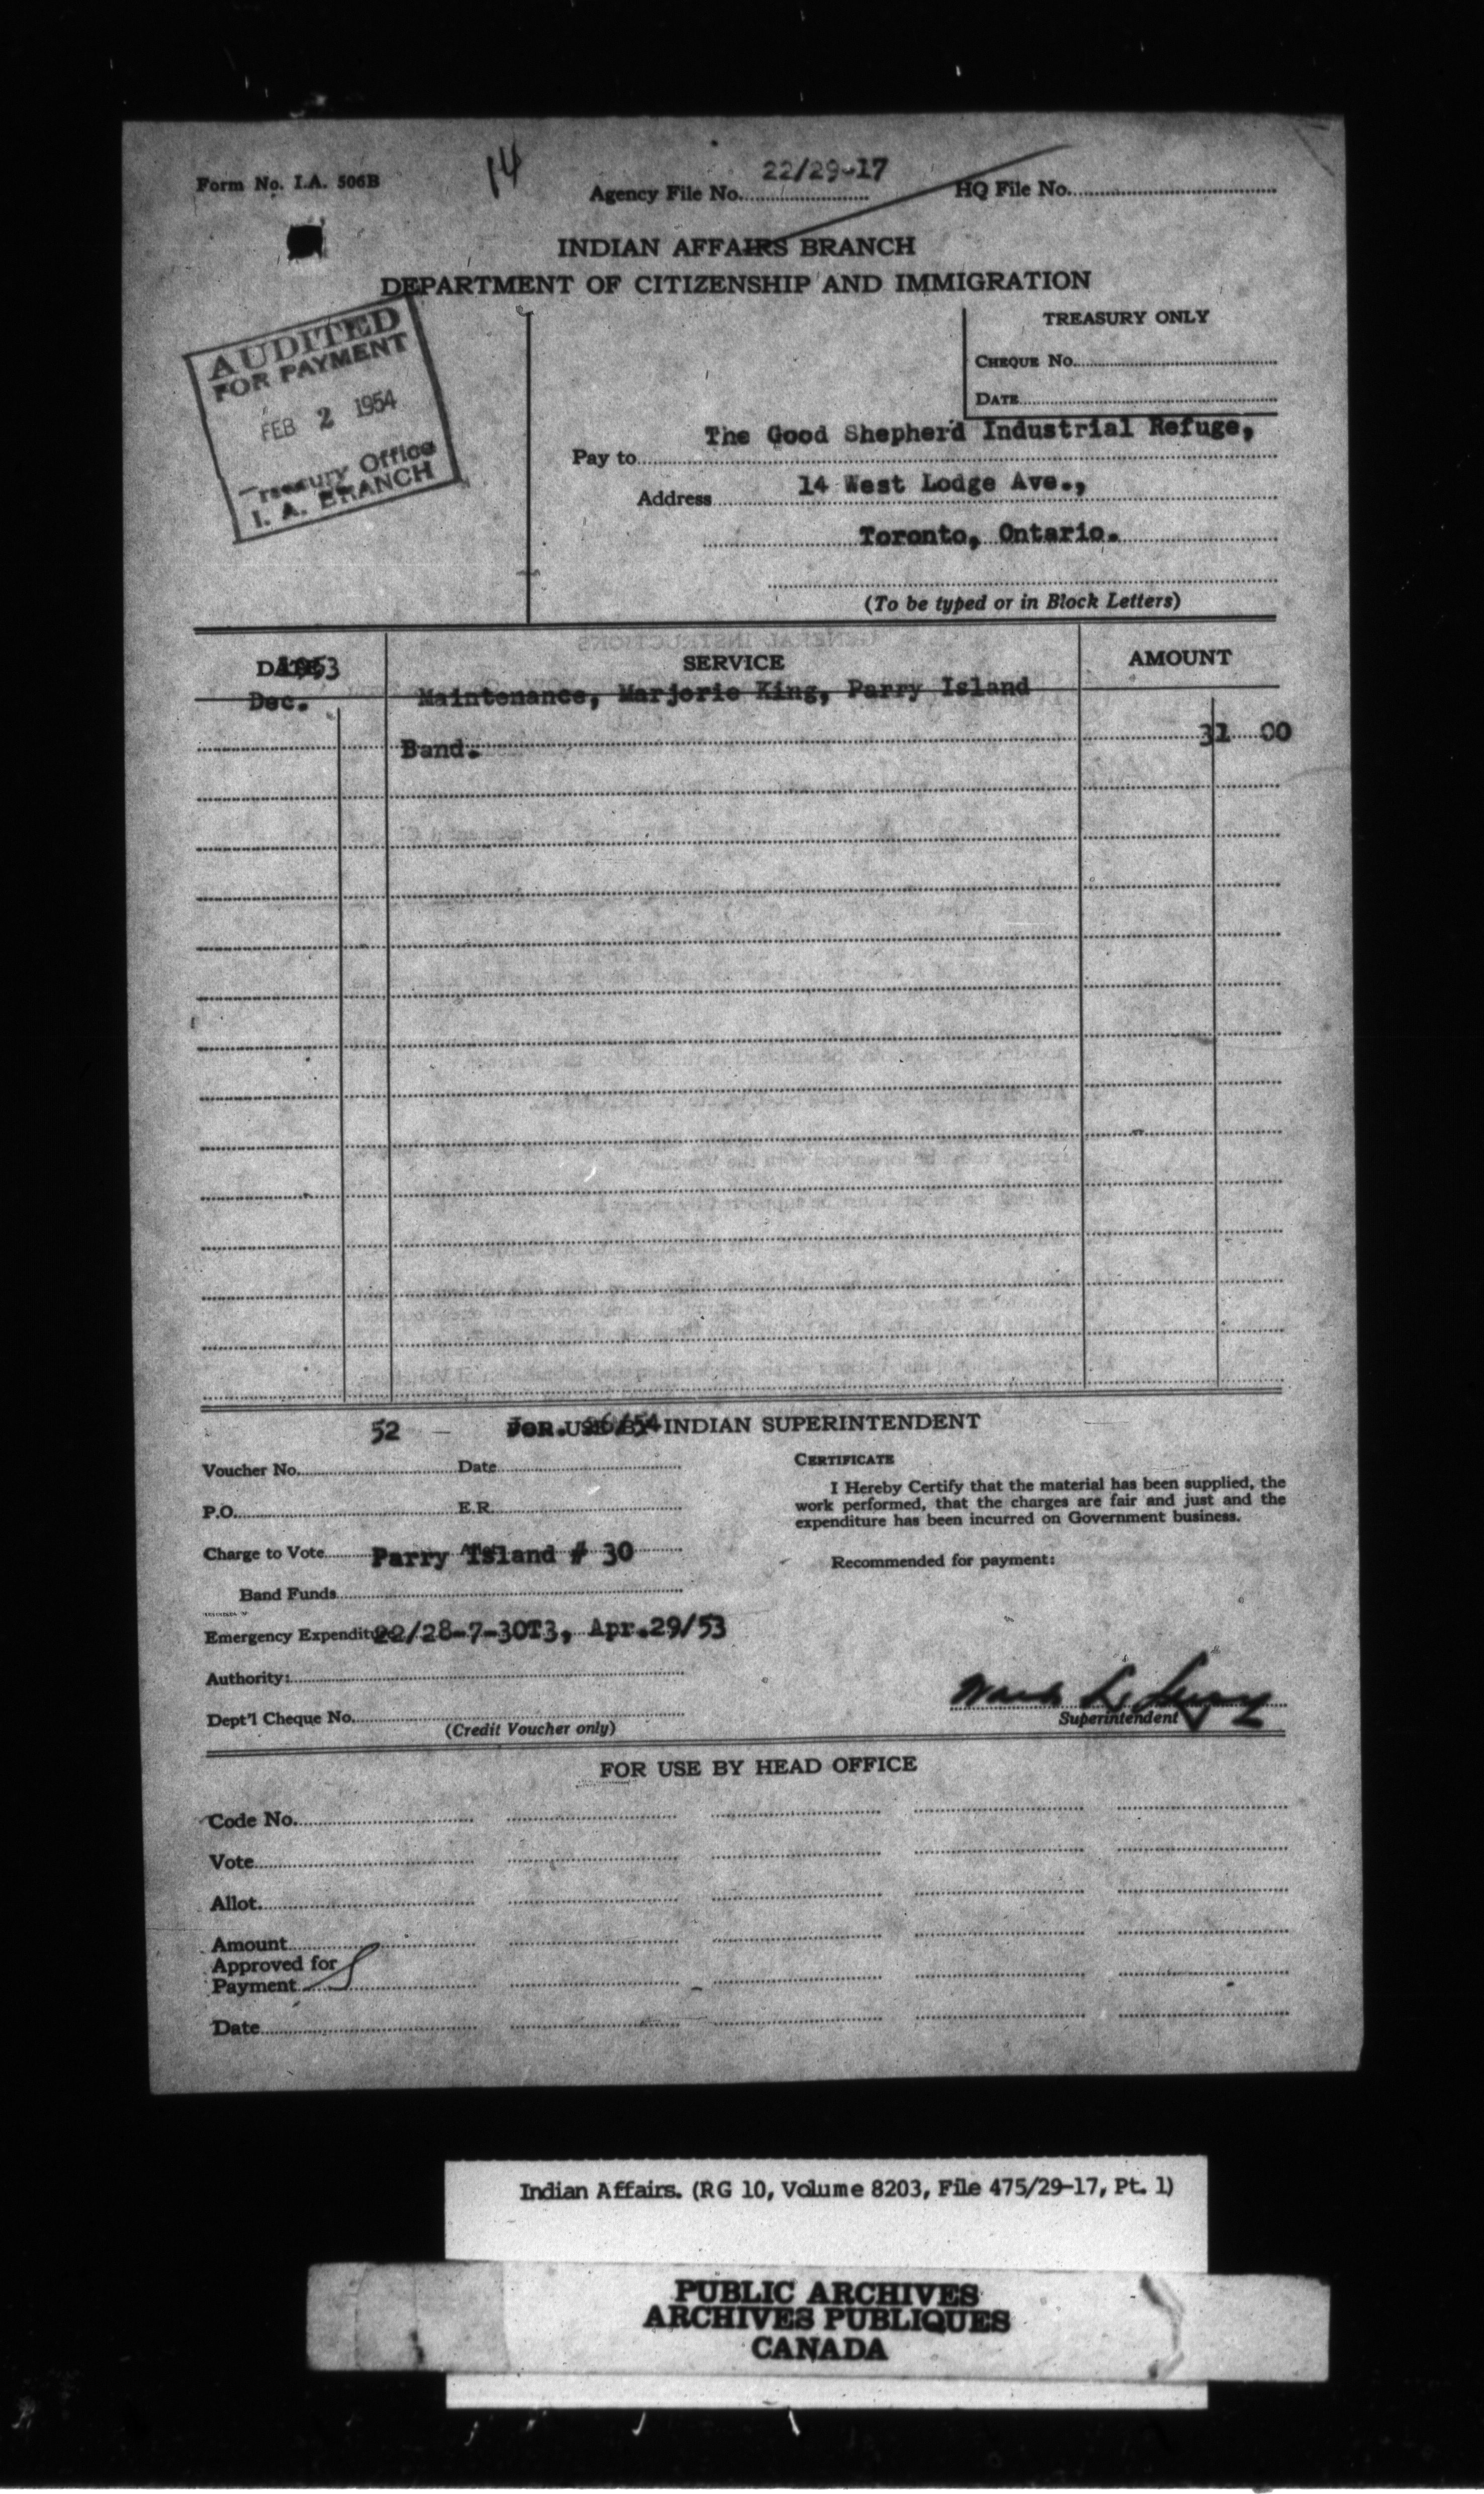 Form No. I.A. 506B
14
Agency File No. 22/29-17
HQ File No.
INDIAN AFFAIRS BRANCH
DEPARTMENT OF CITIZENSHIP AND IMMIGRATION
AUDITED
FOR PAYMENT
FEB 2 1954
Treasury Office
I. A. BRANCH
TREASURY ONLY
CHEQUE No.
DATE
Pay to The Good Shepherd Industrial Refuge,
Address 14 West Lodge Ave.,
Toronto, Ontario.
(To be typed or in Block Letters)
DATE 1953 SERVICE AMOUNT
Dec. Maintenance, Marjorie King, Parry Island
Band. 31 00
FOR USE BY INDIAN SUPERINTENDENT
Voucher No. 52 Date Jan. 26/54
P.O. E.R.
Charge to Vote Parry Island # 30
Band Funds
Emergency Expenditure 22/28-7-30T3, Apr.29/53
Authority:
Dept'l Cheque No.
(Credit Voucher only)
CERTIFICATE
I Hereby Certify that the material has been supplied, the
work performed, that the charges are fair and just and the
expenditure has been incurred on Government business.
Recommended for payment:
Superintendent
FOR USE BY HEAD OFFICE
Code No.
Vote
Allot.
Amount
Approved for
Payment
Date
Indian Affairs. (RG 10, Volume 8203, File 475/29-17, Pt. 1)
PUBLIC ARCHIVES
ARCHIVES PUBLIQUES
CANADA